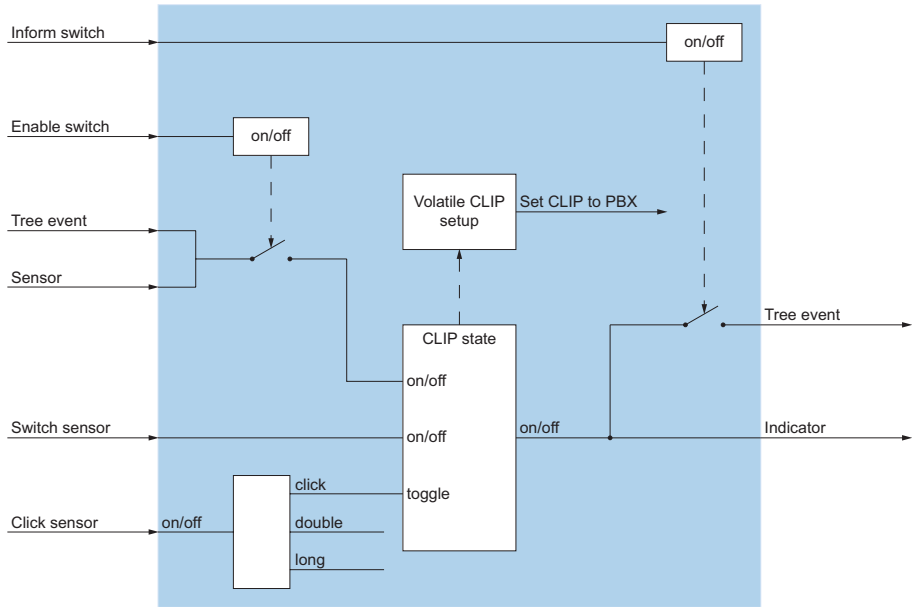 Inform switch
on/off
Enable switch
on/off
Tree event
Sensor
Volatile CLIP
setup
Set CLIP to PBX
Tree event
CLIP state
on/off
Switch sensor
on/off
on/off
Indicator
click
toggle
Click sensor
on/off
double
long